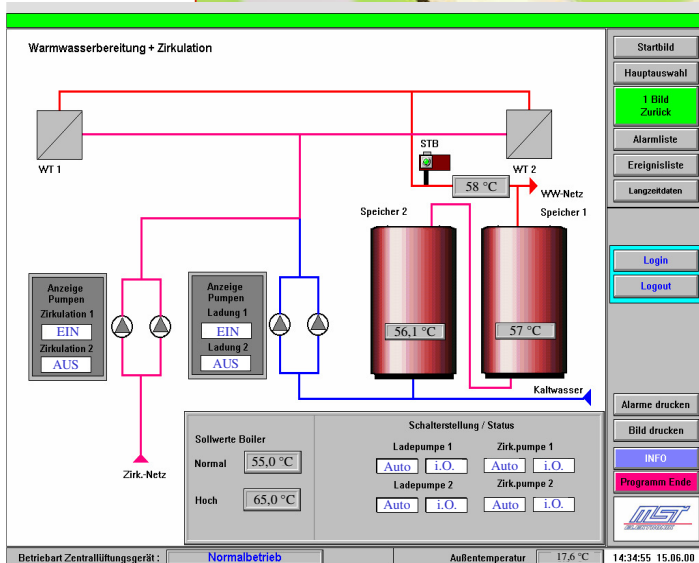 Warmwasserbereitung + Zirkulation
WT 1
STB
WT 2
58 °C
WW-Netz
Speicher 2
Speicher 1
56,1 °C
57 °C
Kaltwasser
Anzeige
Pumpen
Zirkulation 1
EIN
Zirkulation 2
AUS
Anzeige
Pumpen
Ladung 1
EIN
Ladung 2
AUS
Zirk.-Netz
Sollwerte Boiler
Normal 55,0 °C
Hoch 65,0 °C
Schalterstellung / Status
Ladepumpe 1 Zirk.pumpe 1
Auto i.O. Auto i.O.
Ladepumpe 2 Zirk.pumpe 2
Auto i.O. Auto i.O.
Startbild
Hauptauswahl
1 Bild
Zurück
Alarmliste
Ereignisliste
Langzeitdaten
Login
Logout
Alarme drucken
Bild drucken
INFO
Programm Ende
MST
Betriebart Zentrallüftungsgerät : Normalbetrieb Außentemperatur 17,6 °C 14:34:55 15.06.00